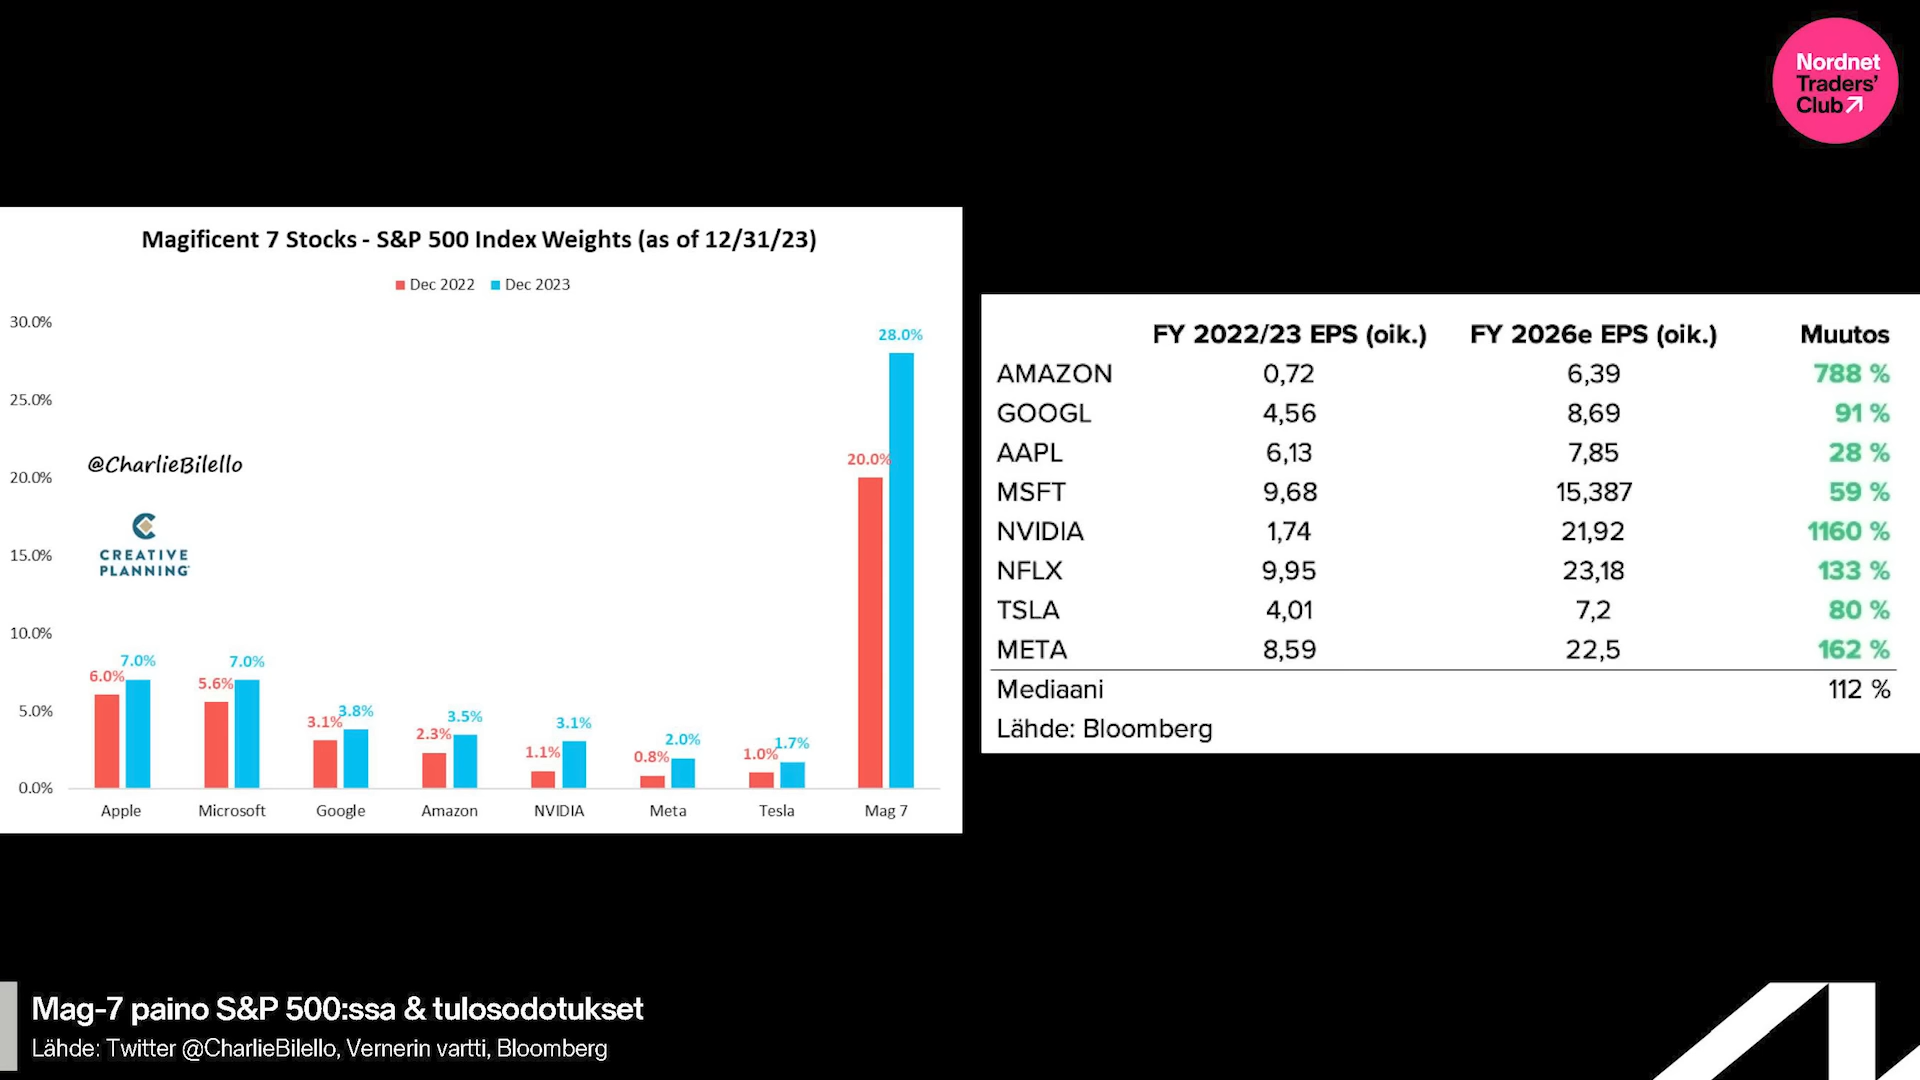 Nordnet
Traders'
Club
Magificent 7 Stocks - S&P 500 Index Weights (as of 12/31/23)
Dec 2022 Dec 2023
30.0%
25.0%
20.0%
15.0%
10.0%
5.0%
0.0%
@CharlieBilello
CREATIVE
PLANNING
6.0% 7.0% 5.6% 7.0% 3.1% 3.8% 2.3% 3.5% 1.1% 3.1% 0.8% 2.0% 1.0% 1.7% 20.0% 28.0%
Apple Microsoft Google Amazon NVIDIA Meta Tesla Mag 7
FY 2022/23 EPS (oik.) FY 2026e EPS (oik.) Muutos
AMAZON 0,72 6,39 788 %
GOOGL 4,56 8,69 91 %
AAPL 6,13 7,85 28 %
MSFT 9,68 15,387 59 %
NVIDIA 1,74 21,92 1160 %
NFLX 9,95 23,18 133 %
TSLA 4,01 7,2 80 %
META 8,59 22,5 162 %
Mediaani 112 %
Lähde: Bloomberg
Mag-7 paino S&P 500:ssa & tulosodotukset
Lähde: Twitter @CharlieBilello, Vernerin vartti, Bloomberg